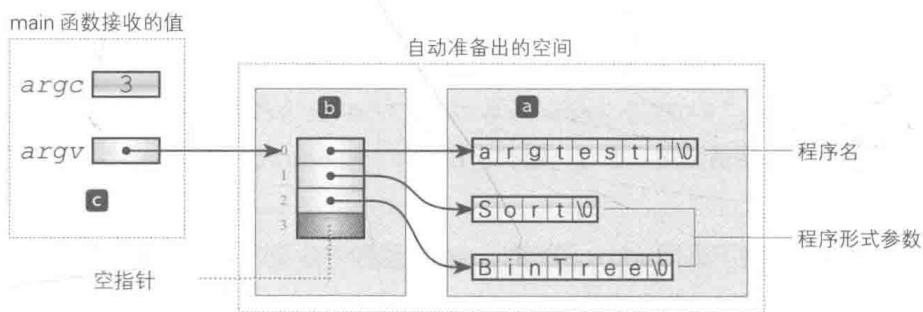 main 函数接收的值
自动准备出的空间
argc 3
b
a
argv
0
argtest1\0
程序名
1
c
2
Sort\0
3
程序形式参数
BinTree\0
空指针